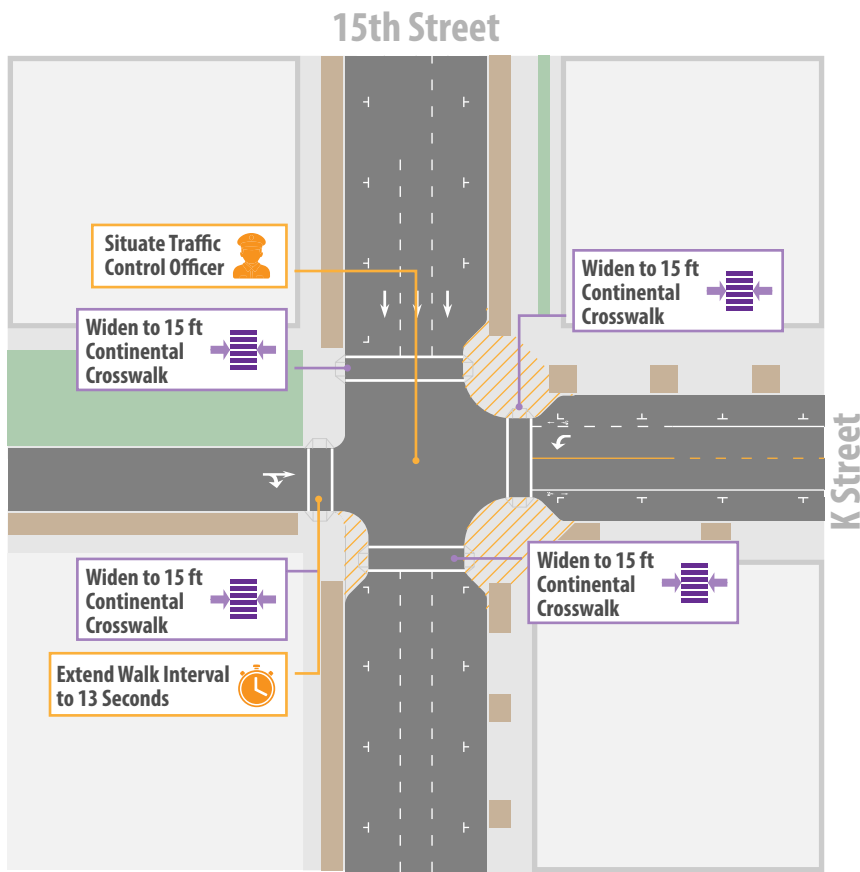 15th Street
Situate Traffic
Control Officer
Widen to 15 ft
Continental
Crosswalk
Widen to 15 ft
Continental
Crosswalk
K Street
Widen to 15 ft
Continental
Crosswalk
Widen to 15 ft
Continental
Crosswalk
Extend Walk Interval
to 13 Seconds